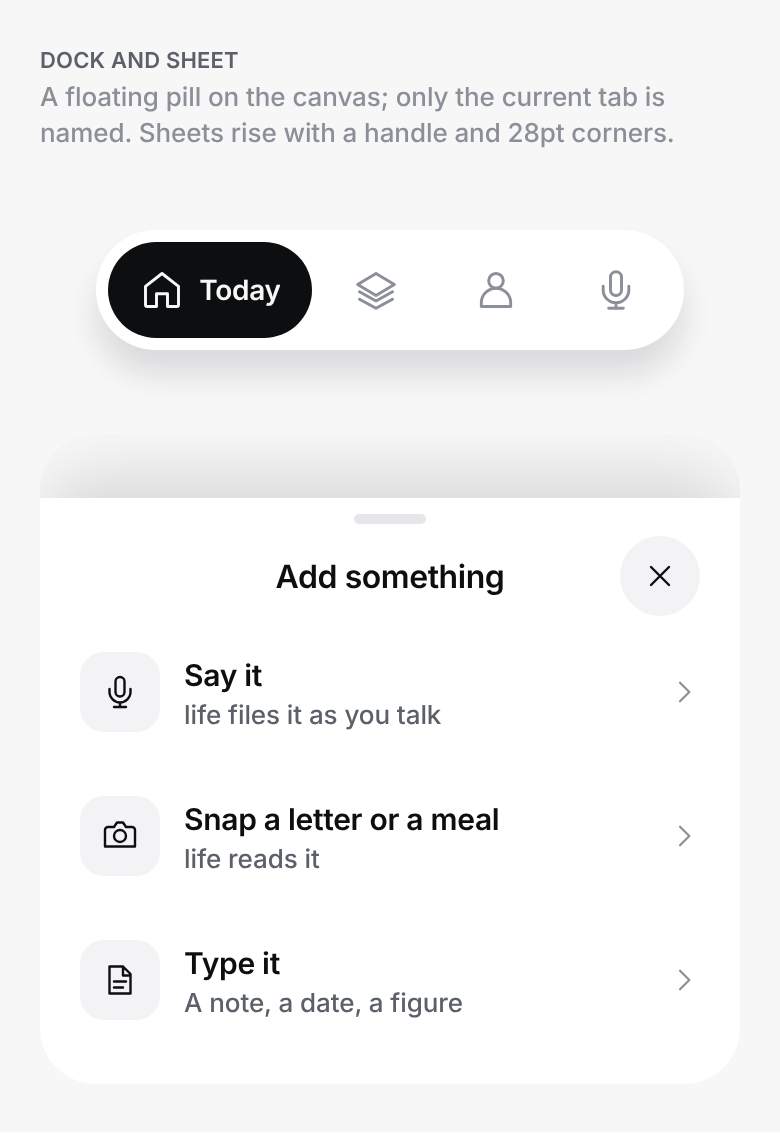 DOCK AND SHEET
A floating pill on the canvas; only the current tab is
named. Sheets rise with a handle and 28pt corners.
Today
Add something
Say it
life files it as you talk
Snap a letter or a meal
life reads it
Type it
A note, a date, a figure